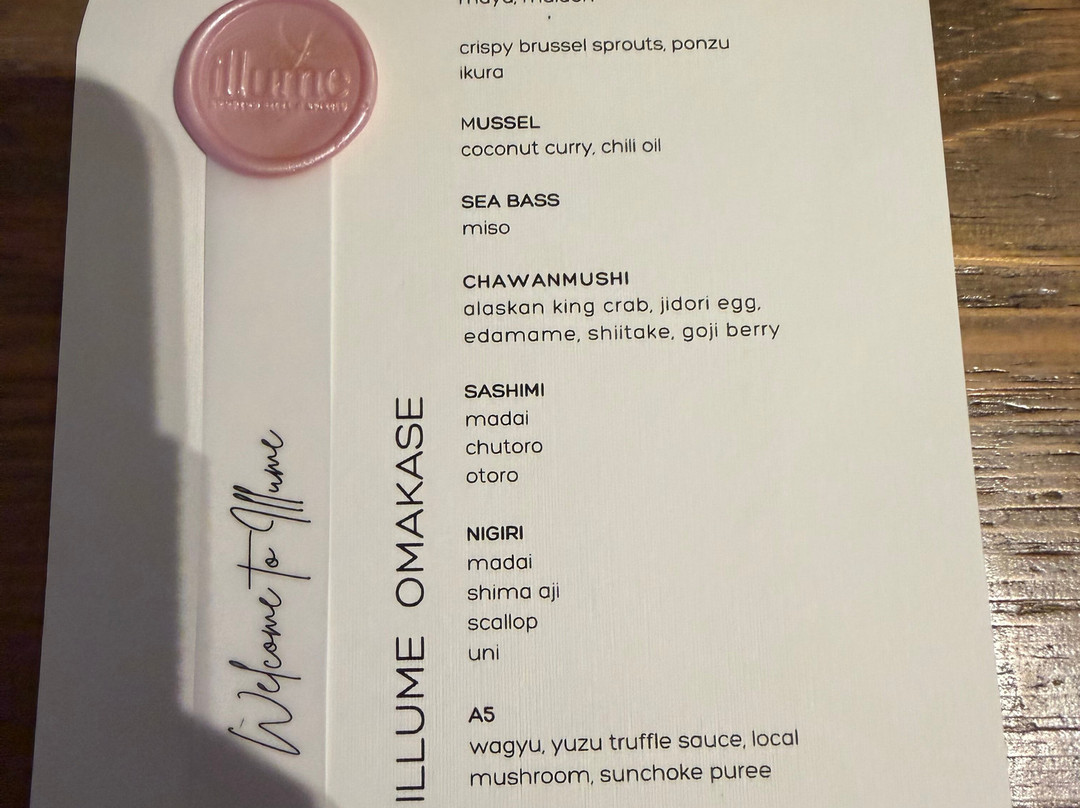 illume
crispy brussel sprouts, ponzu
ikura
MUSSEL
coconut curry, chili oil
SEA BASS
miso
CHAWANMUSHI
alaskan king crab, jidori egg,
edamame, shiitake, goji berry
SASHIMI
madai
chutoro
otoro
NIGIRI
madai
shima aji
scallop
uni
A5
wagyu, yuzu truffle sauce, local
mushroom, sunchoke puree
ILLUME OMAKASE
Welcome to Illume